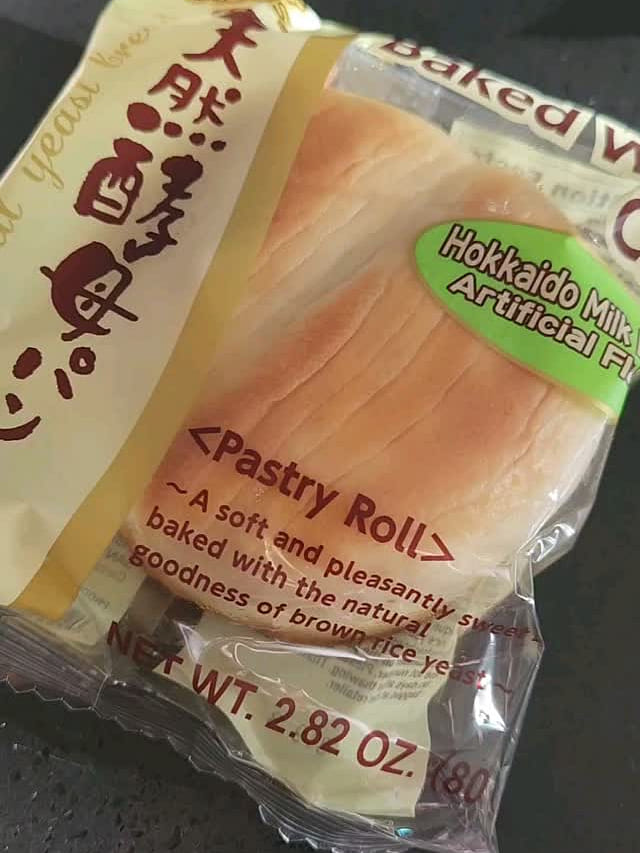 天然酵母パン
yeast
Baked
Hokkaido Milk
Artificial
<Pastry Roll>
~A soft and pleasantly sweet~
baked with the natural
goodness of brown rice yeast~
NET WT. 2.82 OZ. (80